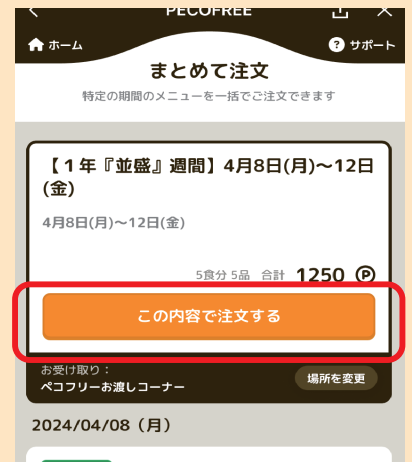 PECOFREE
ホーム
サポート
まとめて注文
特定の期間のメニューを一括でご注文できます
【１年『並盛』週間】4月8日(月)〜12日
(金)
4月8日(月)〜12日(金)
5食分 5品 合計 1250 P
この内容で注文する
お受け取り：
ペコフリーお渡しコーナー
場所を変更
2024/04/08（月）